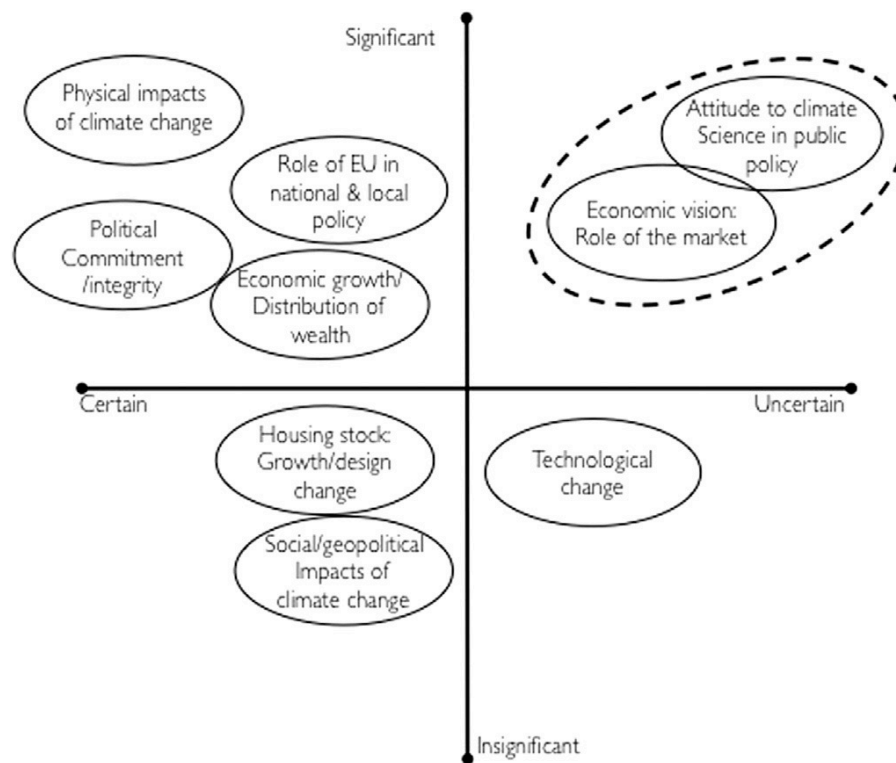 Significant
Physical impacts
of climate change
Attitude to climate
Science in public
policy
Role of EU in
national & local
policy
Economic vision:
Role of the market
Political
Commitment
/integrity
Economic growth/
Distribution of
wealth
Certain
Uncertain
Housing stock:
Growth/design
change
Technological
change
Social/geopolitical
Impacts of
climate change
Insignificant